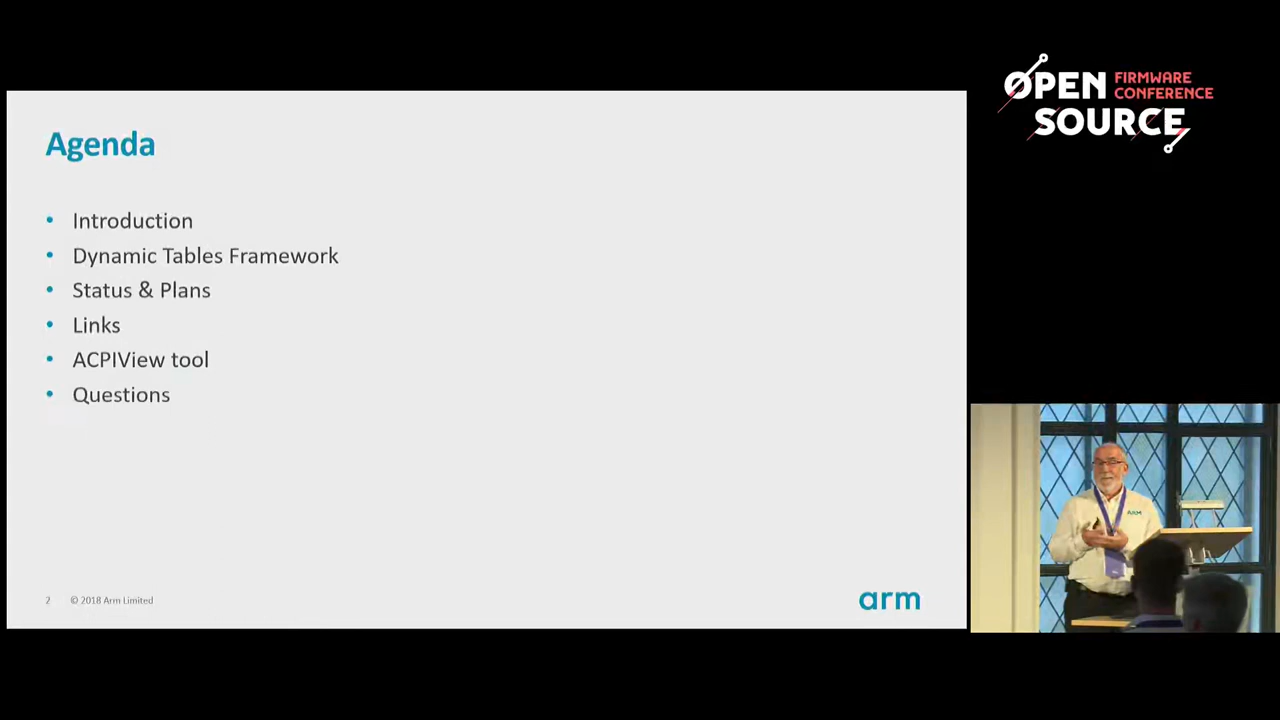 OPEN FIRMWARE
CONFERENCE
SOURCE
Agenda
• Introduction
• Dynamic Tables Framework
• Status & Plans
• Links
• ACPIView tool
• Questions
2 © 2018 Arm Limited
arm
ARM